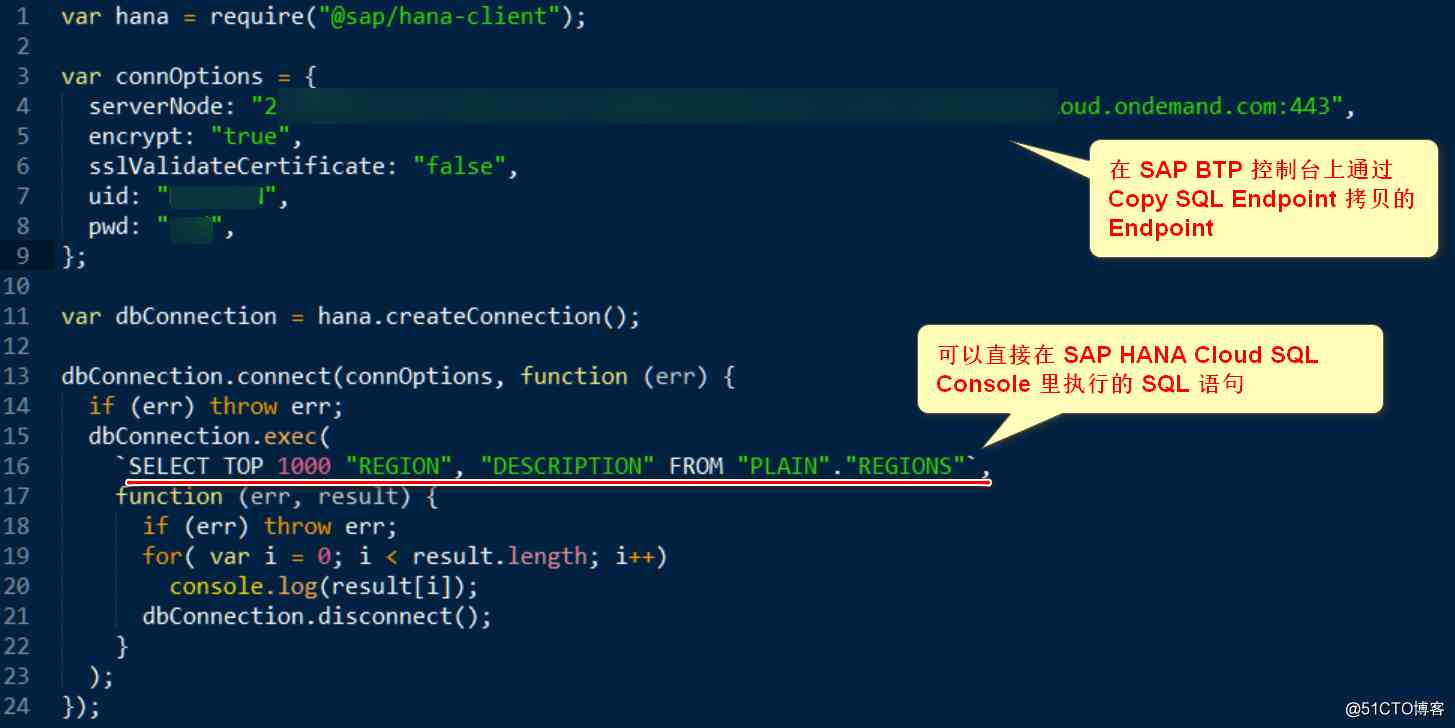 1 var hana = require("@sap/hana-client");
2
3 var connOptions = {
4 serverNode: "2 oud.ondemand.com:443",
5 encrypt: "true",
6 sslValidateCertificate: "false",
7 uid: "",
8 pwd: "",
9 };
10
11 var dbConnection = hana.createConnection();
12
13 dbConnection.connect(connOptions, function (err) {
14 if (err) throw err;
15 dbConnection.exec(
16 `SELECT TOP 1000 "REGION", "DESCRIPTION" FROM "PLAIN"."REGIONS"`,
17 function (err, result) {
18 if (err) throw err;
19 for( var i = 0; i < result.length; i++)
20 console.log(result[i]);
21 dbConnection.disconnect();
22 }
23 );
24 });
在 SAP BTP 控制台上通过
Copy SQL Endpoint 拷贝的
Endpoint
可以直接在 SAP HANA Cloud SQL
Console 里执行的 SQL 语句
@51CTO博客